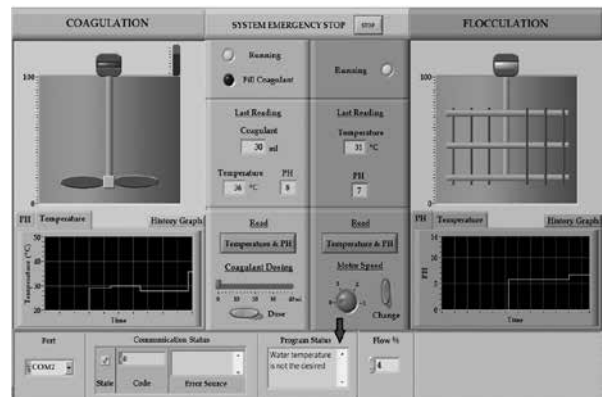 COAGULATION
SYSTEM EMERGENCY STOP
STOP
FLOCCULATION
Running
Fill Coagulant
Running
100
0
Last Reading
Coagulant
30 ml
Temperature
PH
36 °C
8
Last Reading
Temperature
31 °C
PH
7
100
0
PH
Temperature
History Graph
Temperature (°C)
50
40
30
20
Time
Read
Temperature & PH
Coagulant Dosing
0 10 20 30 40ml
Dose
Read
Temperature & PH
Motor Speed
Change
PH
Temperature
History Graph
PH
15
10
5
0
Time
Port
COM2
Communication Status
State
Code
Error Source
Program Status
Water temperature
is not the desired
Flow %
4